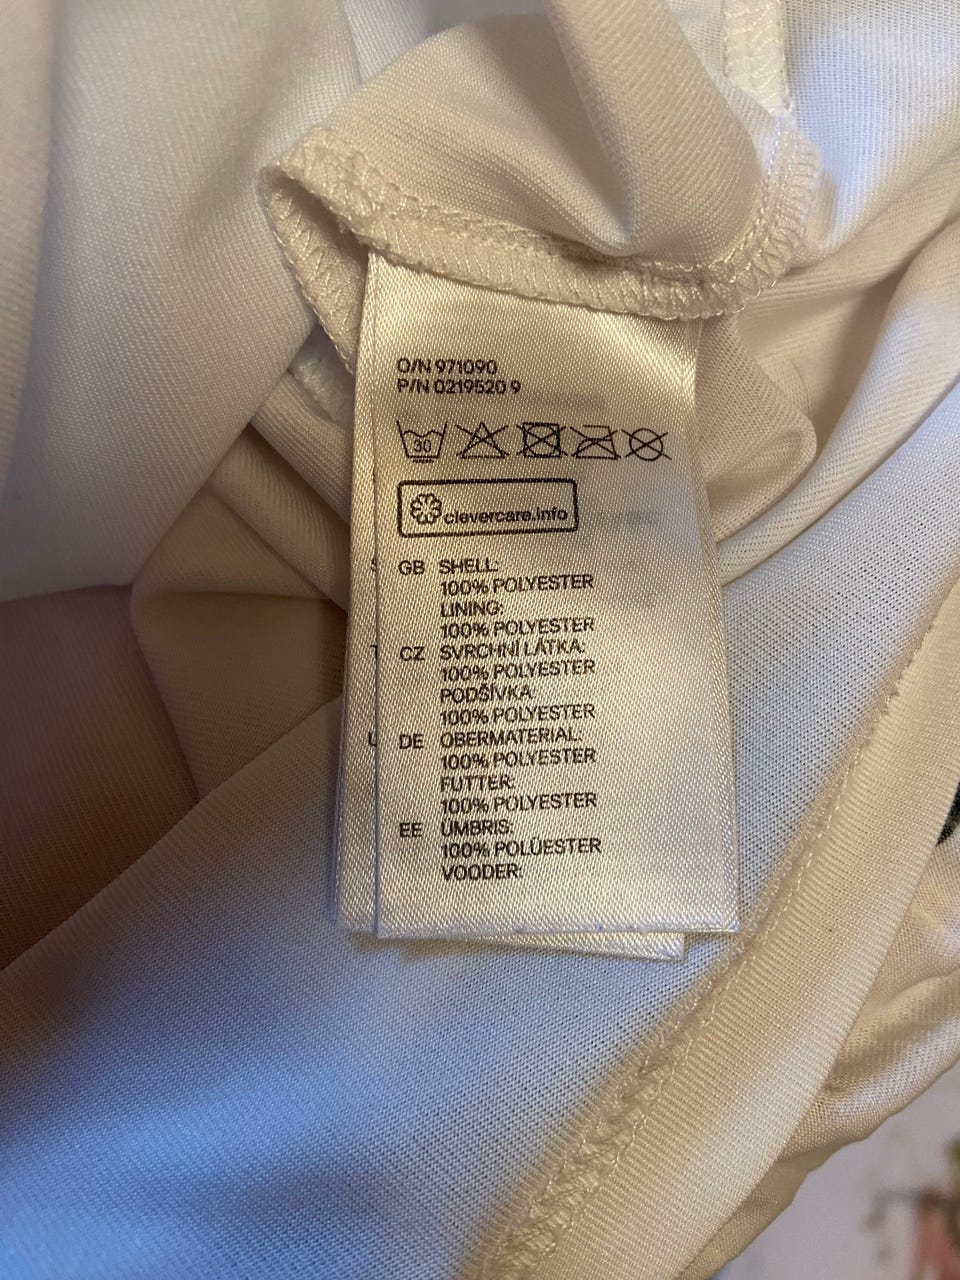 O/N 971090
P/N 0219520 9
30
clevercare.info
GB SHELL:
100% POLYESTER
LINING:
100% POLYESTER
CZ SVRCHNÍ LÁTKA:
100% POLYESTER
PODŠÍVKA:
100% POLYESTER
DE OBERMATERIAL:
100% POLYESTER
FUTTER:
100% POLYESTER
EE ÜMBRIS:
100% POLÜESTER
VOODER: